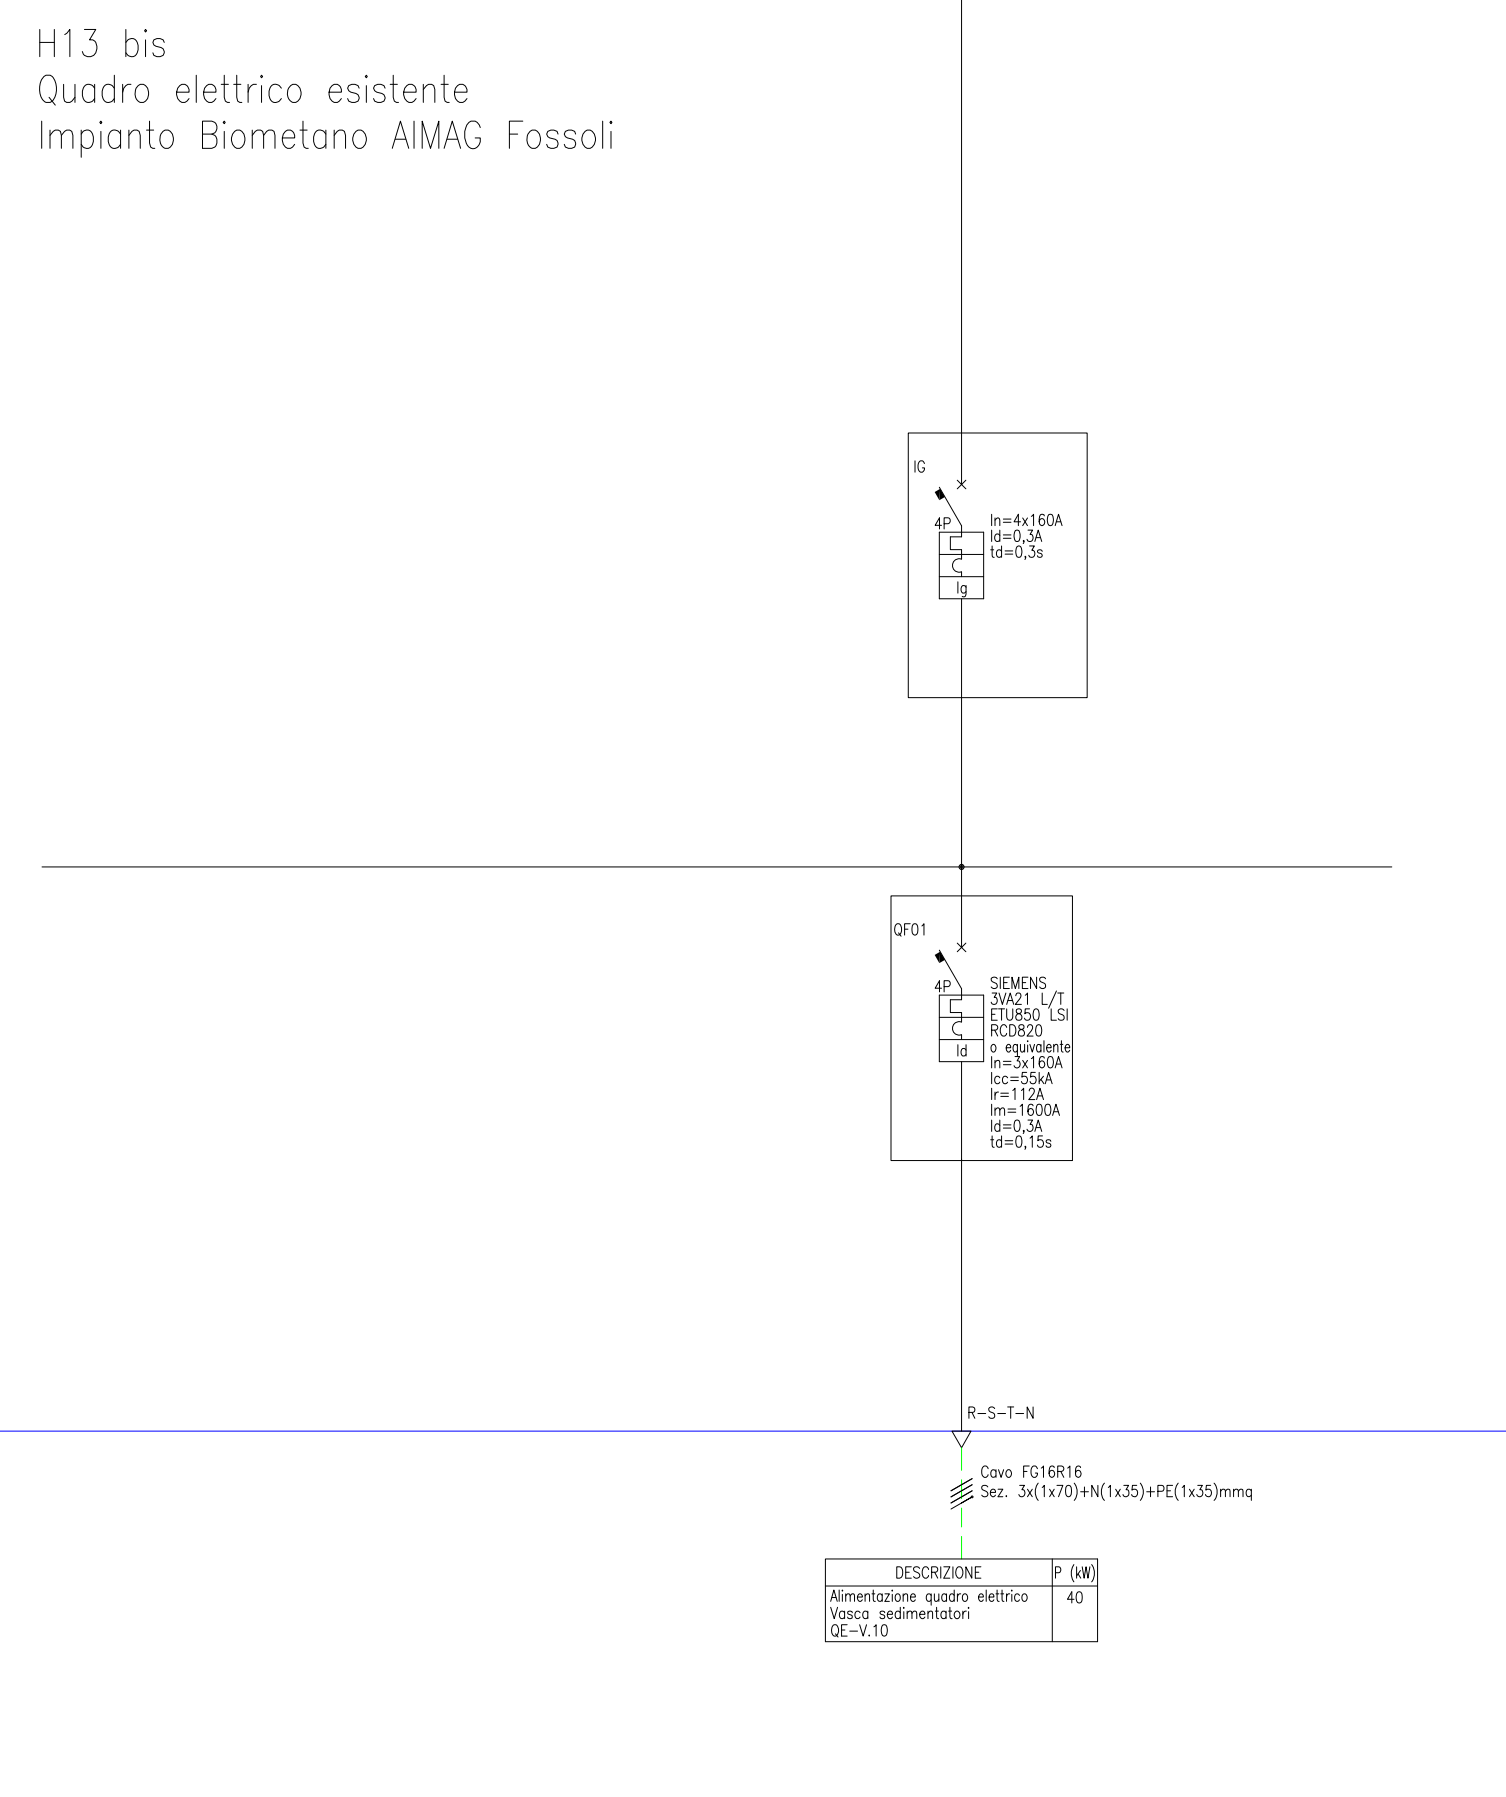 H13 bis
Quadro elettrico esistente
Impianto Biometano AIMAG Fossoli
IG
4P
In=4x160A
Id=0,3A
td=0,3s
Ig
QF01
4P
SIEMENS
3VA21 L/T
ETU850 LSI
RCD820
o equivalente
In=3x160A
Icc=55kA
Ir=112A
Im=1600A
Id=0,3A
td=0,15s
Id
R-S-T-N
Cavo FG16R16
Sez. 3x(1x70)+N(1x35)+PE(1x35)mmq
DESCRIZIONE P (kW)
Alimentazione quadro elettrico 40
Vasca sedimentatori
QE-V.10